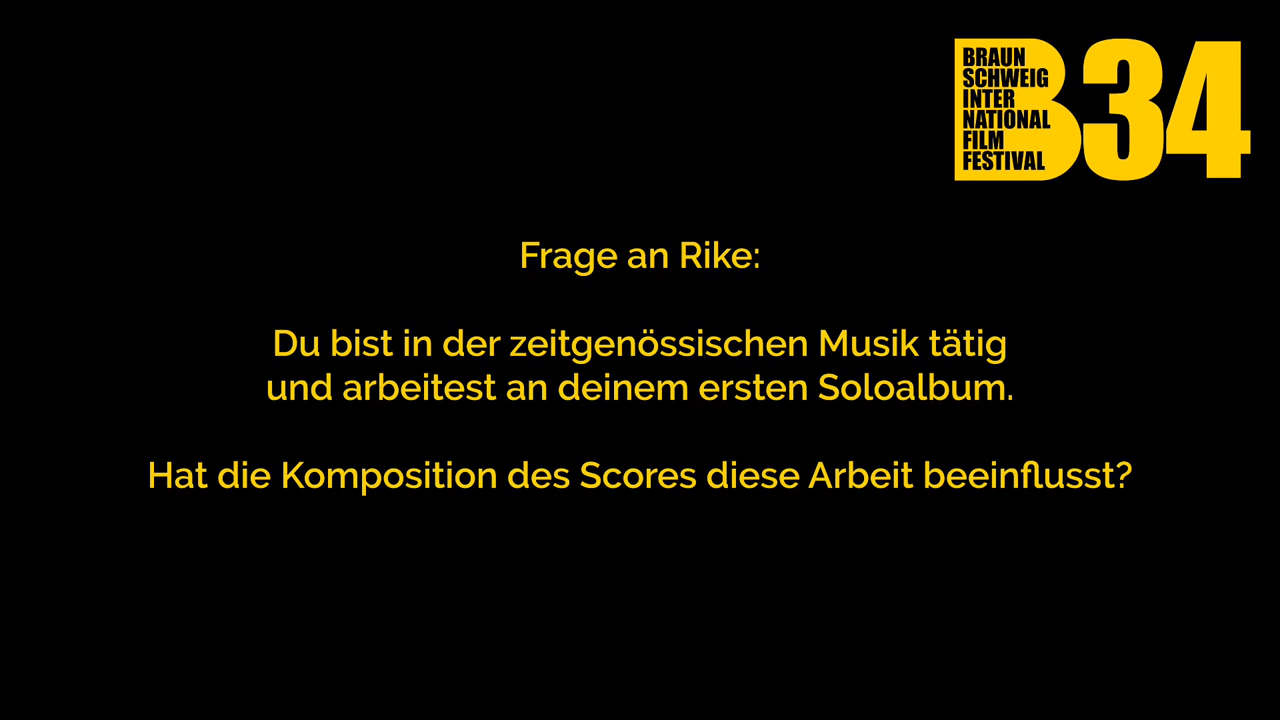 BRAUN
SCHWEIG
INTER
NATIONAL
FILM
FESTIVAL
B34
Frage an Rike:
Du bist in der zeitgenössischen Musik tätig
und arbeitest an deinem ersten Soloalbum.
Hat die Komposition des Scores diese Arbeit beeinflusst?